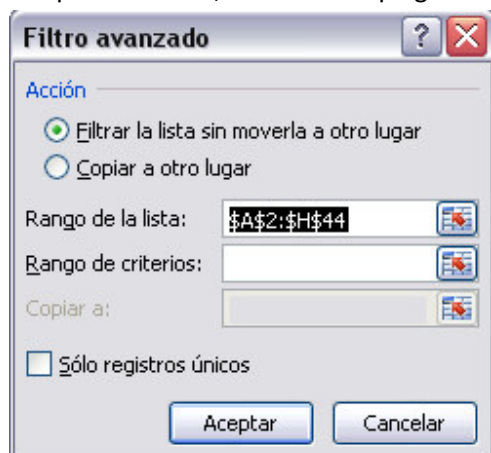 Filtro avanzado ?
Acción
Filtrar la lista sin moverla a otro lugar
Copiar a otro lugar
Rango de la lista: $A$2:$H$44
Rango de criterios:
Copiar a:
Sólo registros únicos
Aceptar Cancelar